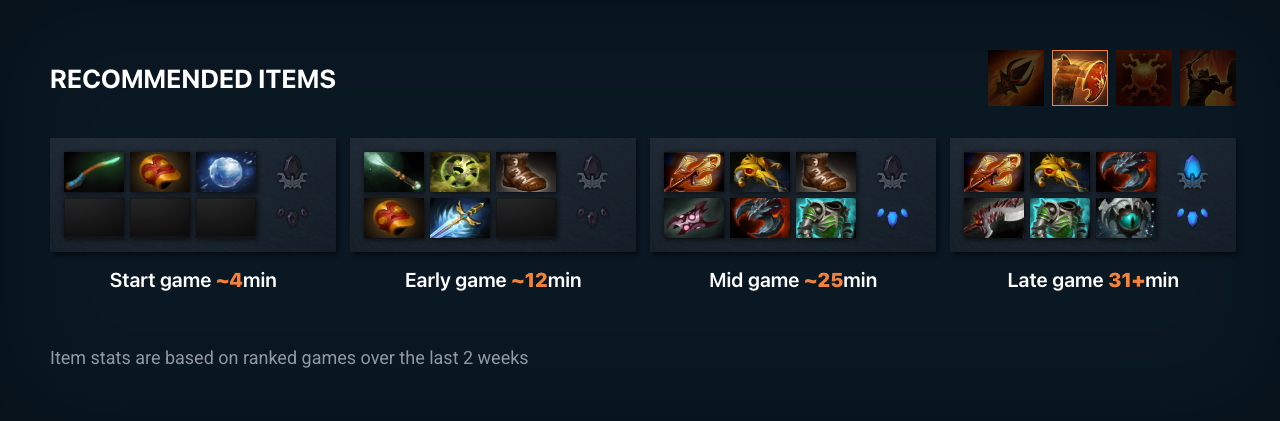 RECOMMENDED ITEMS
Start game ~4min
Early game ~12min
Mid game ~25min
Late game 31+min
Item stats are based on ranked games over the last 2 weeks